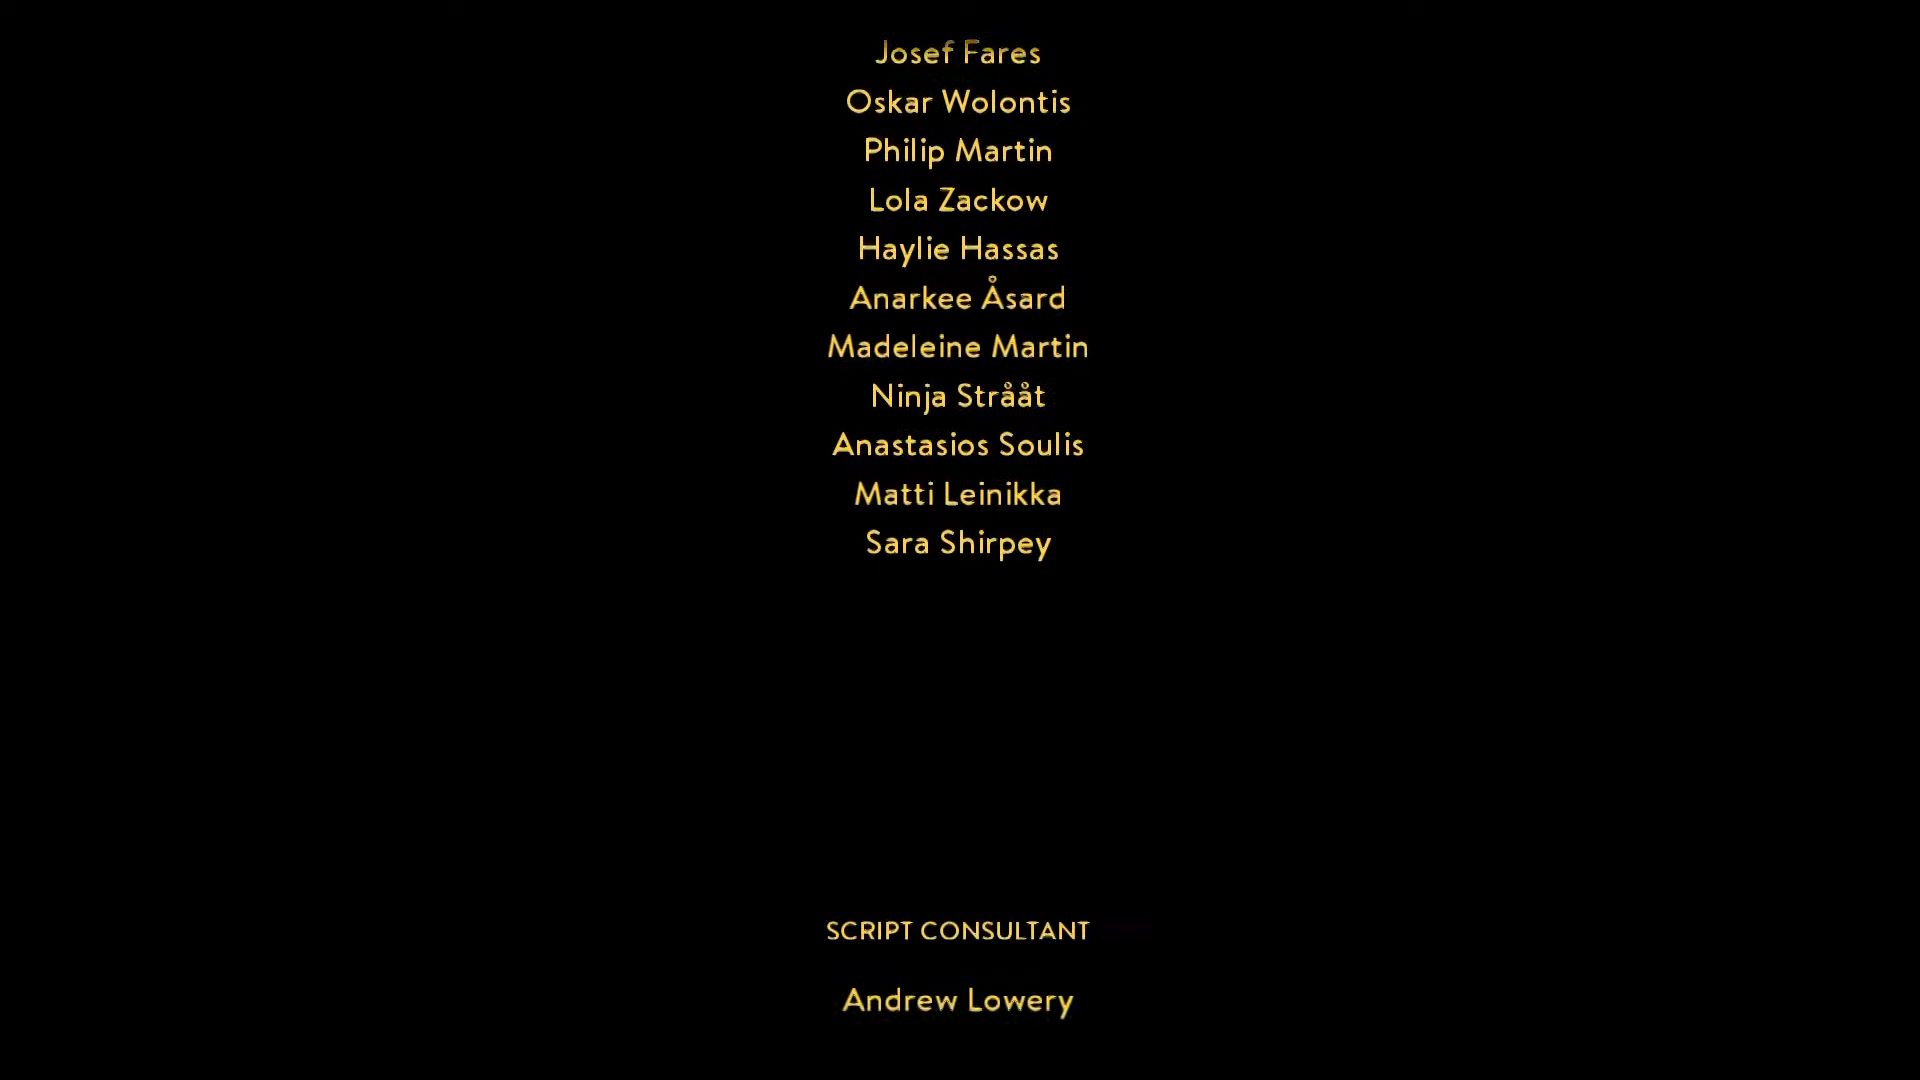 Josef Fares
Oskar Wolontis
Philip Martin
Lola Zackow
Haylie Hassas
Anarkee Åsard
Madeleine Martin
Ninja Strååt
Anastasios Soulis
Matti Leinikka
Sara Shirpey
SCRIPT CONSULTANT
Andrew Lowery